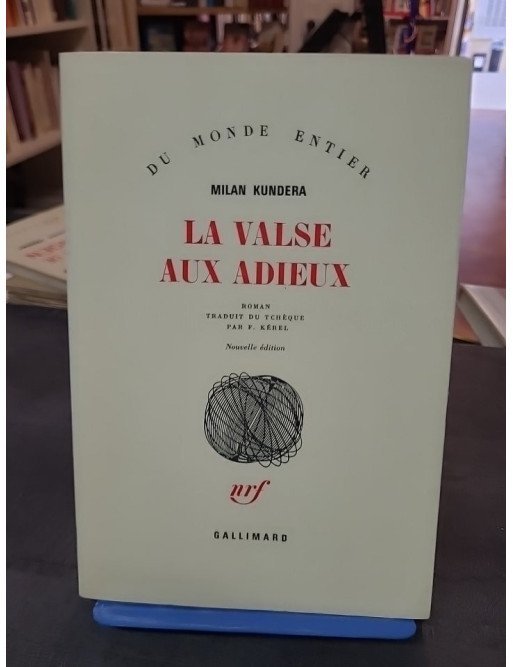 DU MONDE ENTIER
MILAN KUNDERA
LA VALSE
AUX ADIEUX
ROMAN
TRADUIT DU TCHÈQUE
PAR F. KÉREL
Nouvelle édition
nrf
GALLIMARD